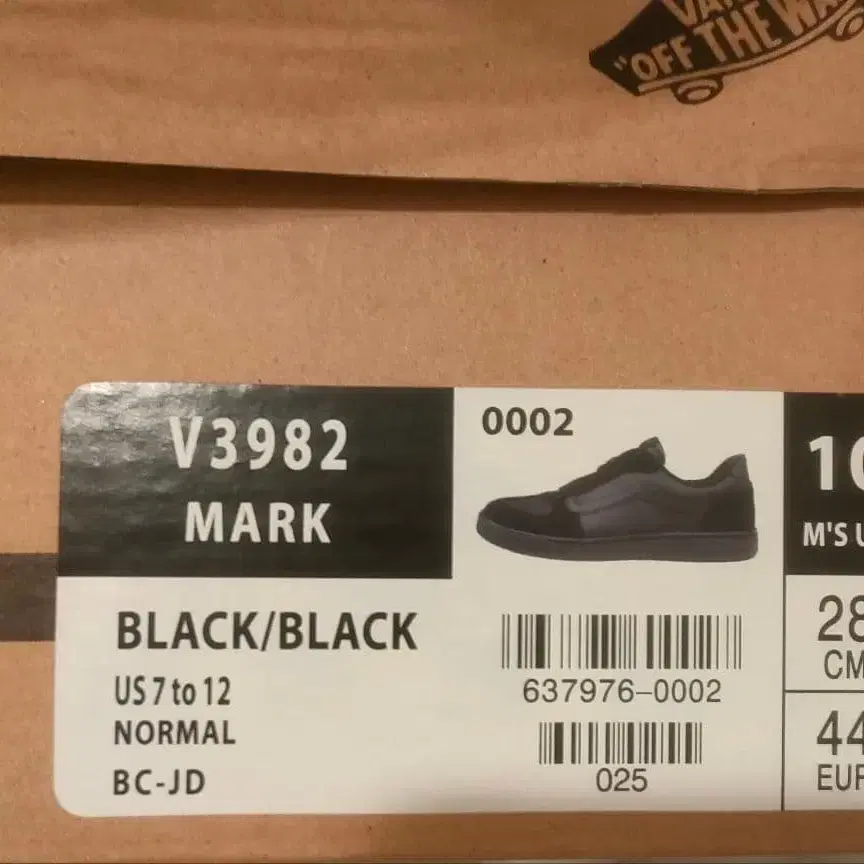 "OFF THE WA
V3982
MARK
BLACK/BLACK
US 7 to 12
NORMAL
BC-JD
0002
637976-0002
025
10
M'S U
28
CM
44
EUR